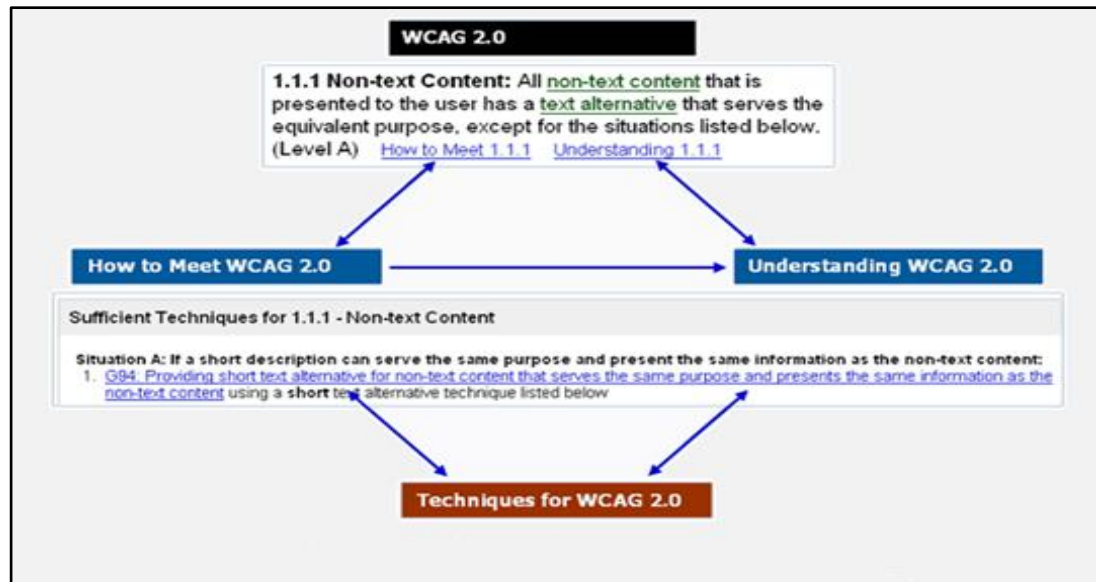 WCAG 2.0
1.1.1 Non-text Content: All non-text content that is
presented to the user has a text alternative that serves the
equivalent purpose, except for the situations listed below.
(Level A) How to Meet 1.1.1 Understanding 1.1.1
How to Meet WCAG 2.0 Understanding WCAG 2.0
Sufficient Techniques for 1.1.1 - Non-text Content
Situation A: If a short description can serve the same purpose and present the same information as the non-text content:
1. G94: Providing short text alternative for non-text content that serves the same purpose and presents the same information as the
non-text content using a short text alternative technique listed below
Techniques for WCAG 2.0